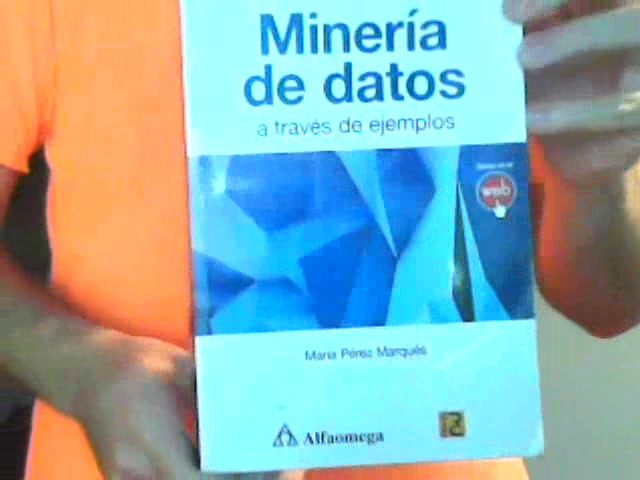 Minería
de datos
a través de ejemplos
web
María Pérez Marqués
Alfaomega